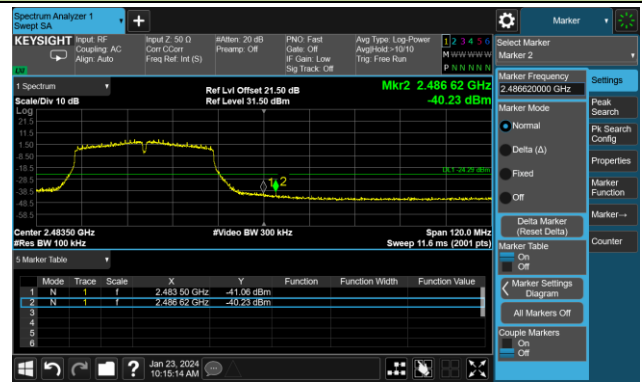 Spectrum Analyzer 1
Swept SA
Marker
KEYSIGHT
Input: RF
Coupling: AC
Align: Auto
Input Z: 50 Ω
Corr CCorr
Freq Ref: Int (S)
#Atten: 20 dB
Preamp: Off
PNO: Fast
Gate: Off
IF Gain: Low
Sig Track: Off
Avg Type: Log-Power
Avg|Hold:>10/10
Trig: Free Run
1 2 3 4 5 6
M W W W W W
P N N N N N
LXI
Select Marker
Marker 2
1 Spectrum
Scale/Div 10 dB
Ref Lvl Offset 21.50 dB
Ref Level 31.50 dBm
Mkr2 2.486 62 GHz
-40.23 dBm
Log
21.5
11.5
1.50
-8.50
-18.5
-28.5
-38.5
-48.5
-58.5
DL1 -24.29 dBm
1
2
Center 2.48350 GHz
#Res BW 100 kHz
#Video BW 300 kHz
Span 120.0 MHz
Sweep 11.6 ms (2001 pts)
5 Marker Table
Mode Trace Scale X Y Function Function Width Function Value
1 N 1 f 2.483 50 GHz -41.06 dBm
2 N 1 f 2.486 62 GHz -40.23 dBm
3
4
5
6
Marker Frequency
2.486620000 GHz
Marker Mode
Normal
Delta (Δ)
Fixed
Off
Delta Marker
(Reset Delta)
Marker Table
On
Off
Marker Settings
Diagram
All Markers Off
Couple Markers
On
Off
Settings
Peak
Search
Pk Search
Config
Properties
Marker
Function
Marker→
Counter
?
Jan 23, 2024
10:15:14 AM